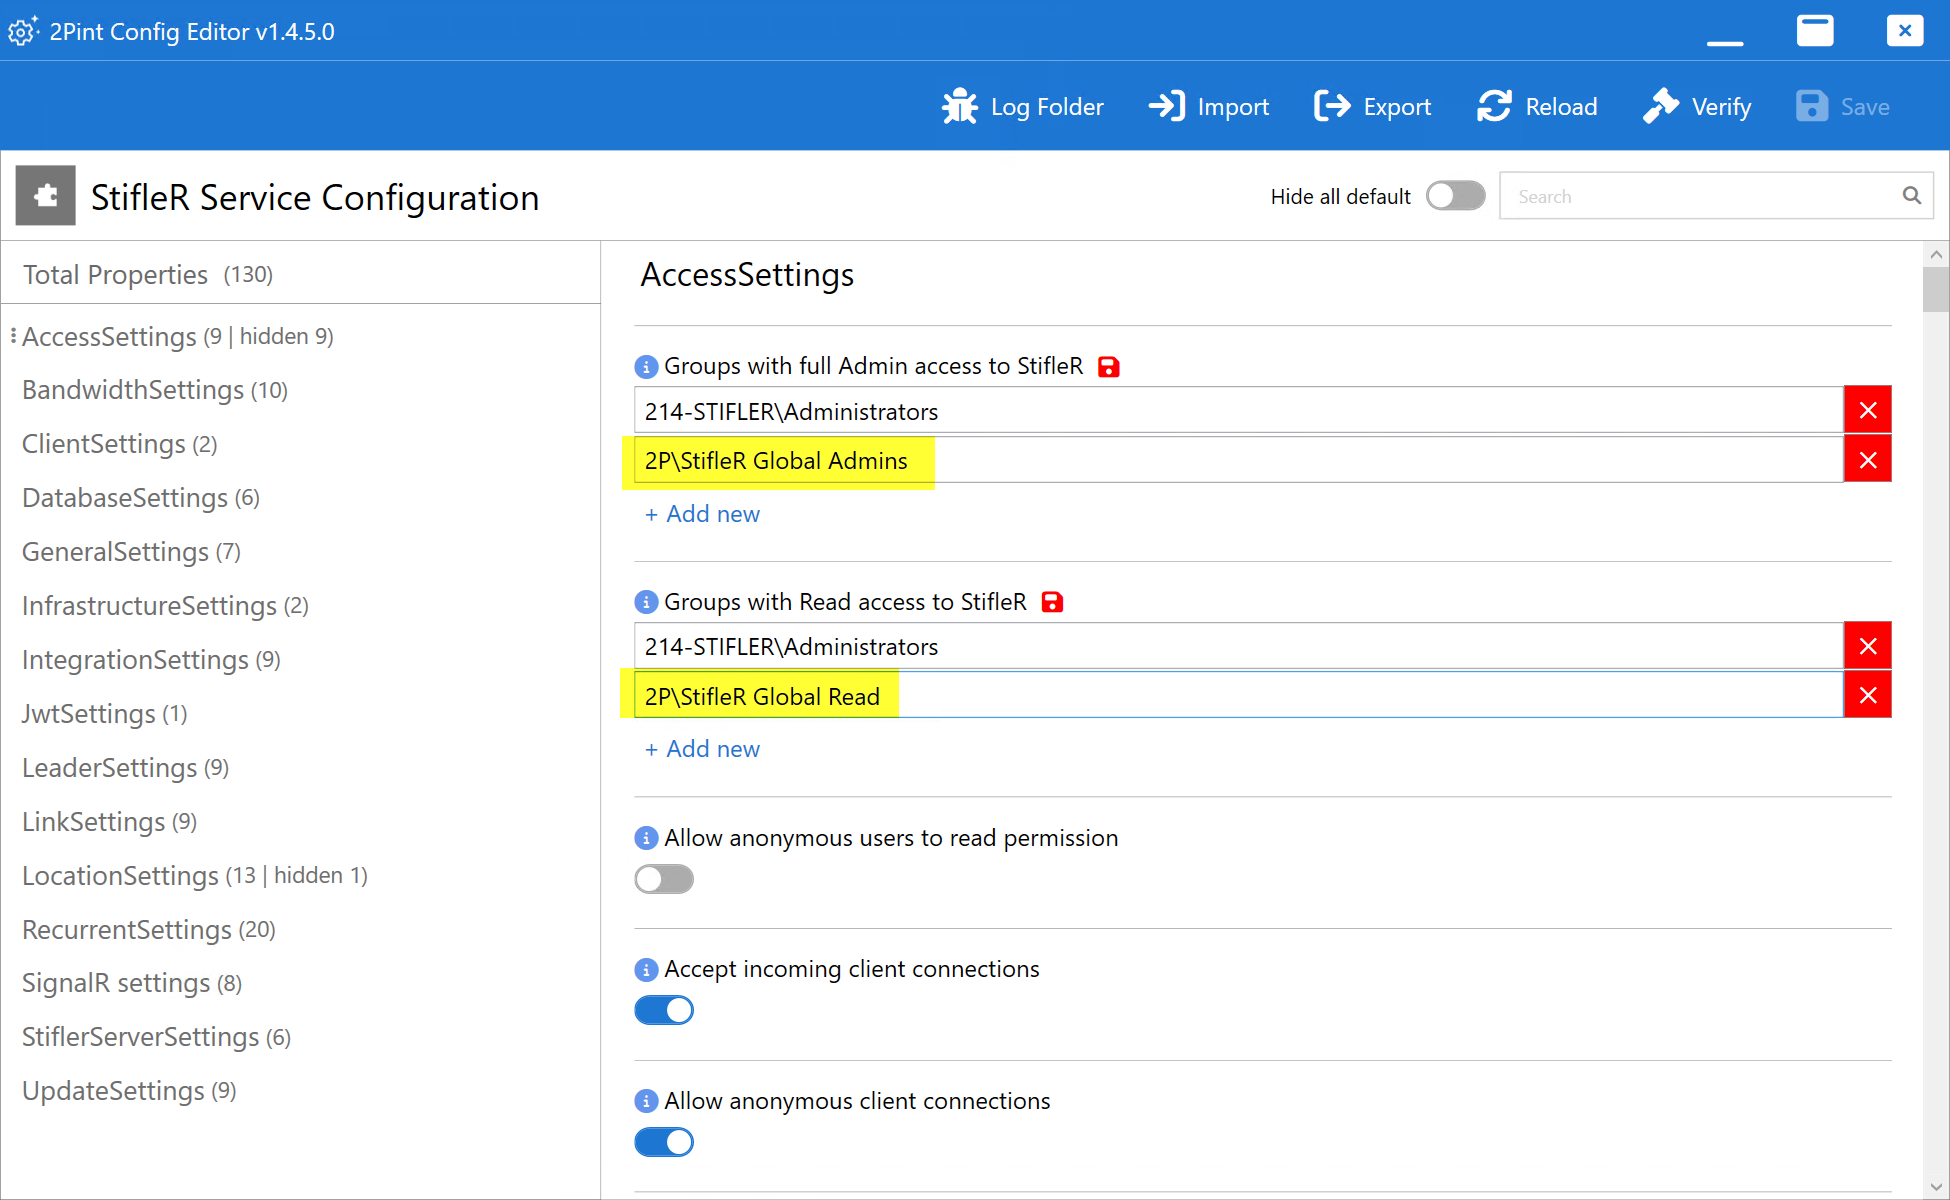 2Pint Config Editor v1.4.5.0
Log Folder
Import
Export
Reload
Verify
Save
StifleR Service Configuration
Hide all default
Search
Total Properties (130)
AccessSettings (9 | hidden 9)
BandwidthSettings (10)
ClientSettings (2)
DatabaseSettings (6)
GeneralSettings (7)
InfrastructureSettings (2)
IntegrationSettings (9)
JwtSettings (1)
LeaderSettings (9)
LinkSettings (9)
LocationSettings (13 | hidden 1)
RecurrentSettings (20)
SignalR settings (8)
StiflerServerSettings (6)
UpdateSettings (9)
AccessSettings
Groups with full Admin access to StifleR
214-STIFLER\Administrators
2P\StifleR Global Admins
+ Add new
Groups with Read access to StifleR
214-STIFLER\Administrators
2P\StifleR Global Read
+ Add new
Allow anonymous users to read permission
Accept incoming client connections
Allow anonymous client connections